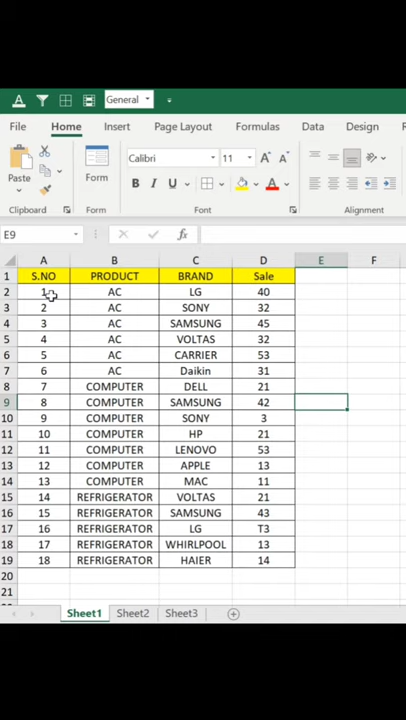 General
File Home Insert Page Layout Formulas Data Design
Paste Form Calibri 11 A A
B I U A
Clipboard Form Font Alignment
E9 fx
A B C D E F
1 S.NO PRODUCT BRAND Sale
2 1 AC LG 40
3 2 AC SONY 32
4 3 AC SAMSUNG 45
5 4 AC VOLTAS 32
6 5 AC CARRIER 53
7 6 AC Daikin 31
8 7 COMPUTER DELL 21
9 8 COMPUTER SAMSUNG 42
10 9 COMPUTER SONY 3
11 10 COMPUTER HP 21
12 11 COMPUTER LENOVO 53
13 12 COMPUTER APPLE 13
14 13 COMPUTER MAC 11
15 14 REFRIGERATOR VOLTAS 21
16 15 REFRIGERATOR SAMSUNG 43
17 16 REFRIGERATOR LG T3
18 17 REFRIGERATOR WHIRLPOOL 13
19 18 REFRIGERATOR HAIER 14
20
21
Sheet1 Sheet2 Sheet3